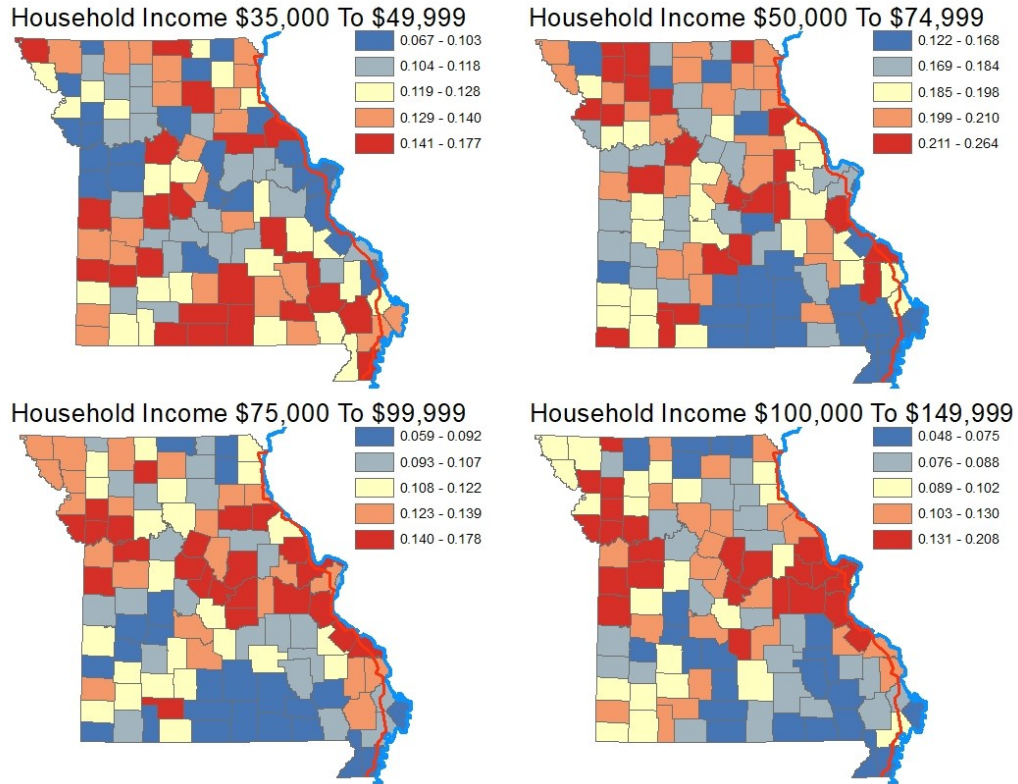 Household Income $35,000 To $49,999
0.067 - 0.103
0.104 - 0.118
0.119 - 0.128
0.129 - 0.140
0.141 - 0.177
Household Income $50,000 To $74,999
0.122 - 0.168
0.169 - 0.184
0.185 - 0.198
0.199 - 0.210
0.211 - 0.264
Household Income $75,000 To $99,999
0.059 - 0.092
0.093 - 0.107
0.108 - 0.122
0.123 - 0.139
0.140 - 0.178
Household Income $100,000 To $149,999
0.048 - 0.075
0.076 - 0.088
0.089 - 0.102
0.103 - 0.130
0.131 - 0.208